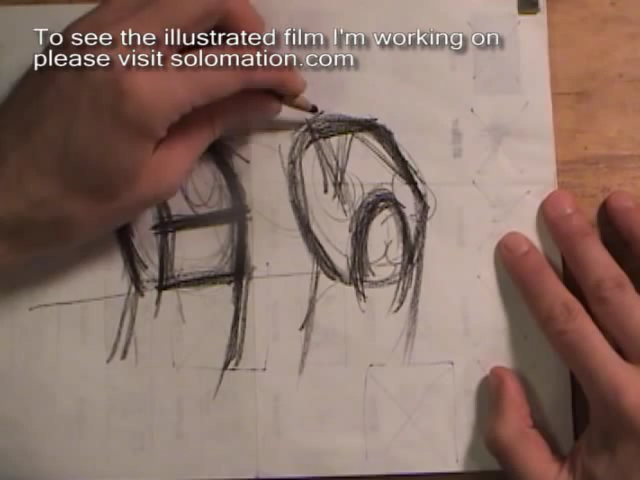 To see the illustrated film I'm working on
please visit solomation.com